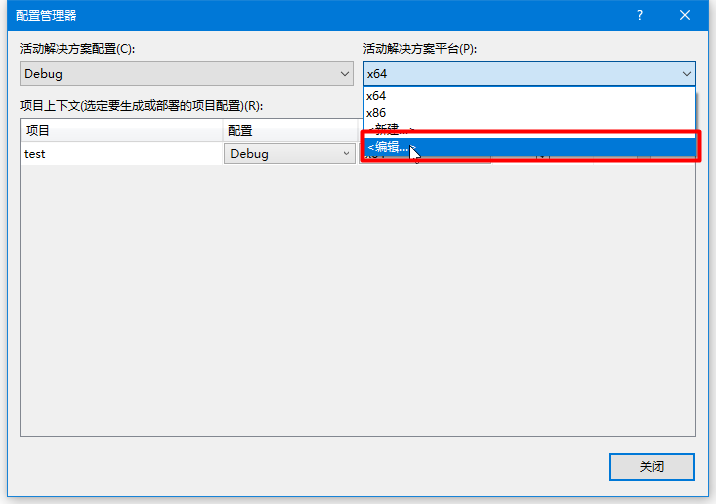 配置管理器
活动解决方案配置(C):
活动解决方案平台(P):
Debug
x64
x64
x86
<新建...>
<编辑...>
项目上下文(选定要生成或部署的项目配置)(R):
项目
配置
test
Debug
关闭